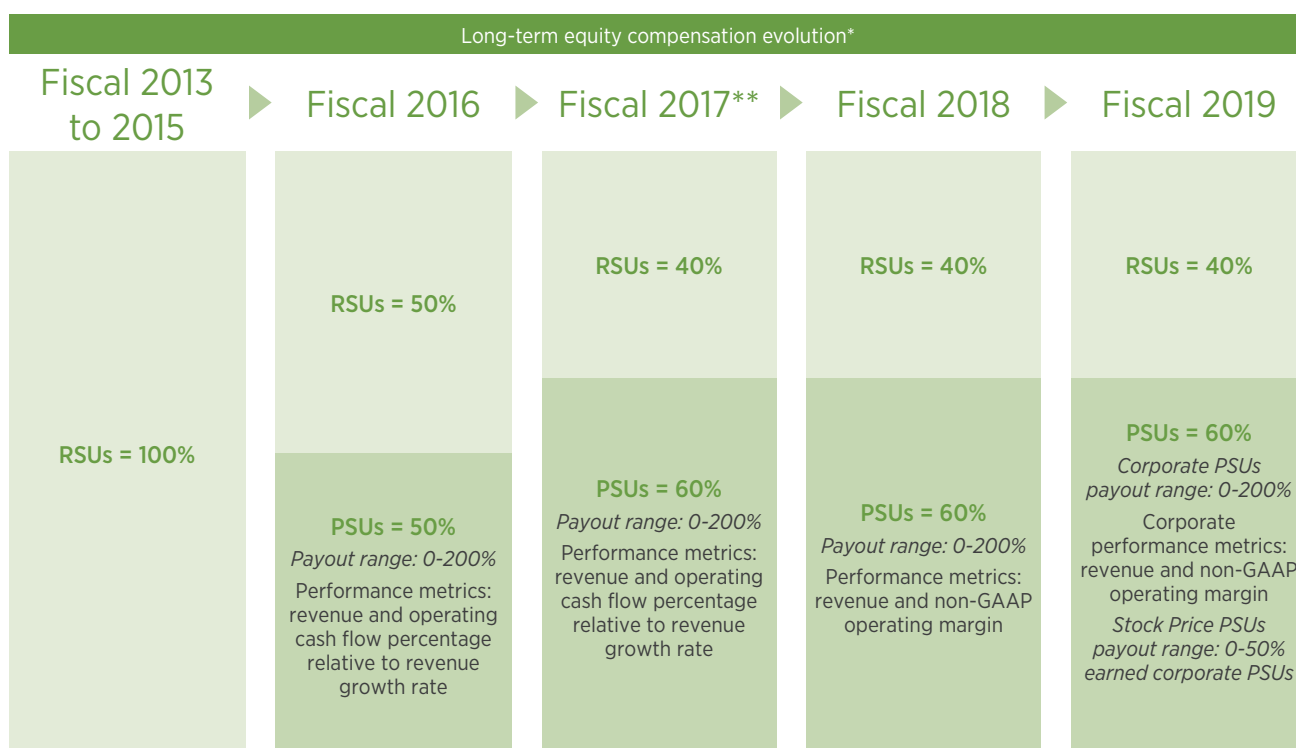 Long-term equity compensation evolution*
Fiscal 2013
to 2015
Fiscal 2016
Fiscal 2017**
Fiscal 2018
Fiscal 2019
RSUs = 100%
RSUs = 50%
PSUs = 50%
Payout range: 0-200%
Performance metrics:
revenue and operating
cash flow percentage
relative to revenue
growth rate
RSUs = 40%
PSUs = 60%
Payout range: 0-200%
Performance metrics:
revenue and operating
cash flow percentage
relative to revenue
growth rate
RSUs = 40%
PSUs = 60%
Payout range: 0-200%
Performance metrics:
revenue and non-GAAP
operating margin
RSUs = 40%
PSUs = 60%
Corporate PSUs
payout range: 0-200%
Corporate
performance metrics:
revenue and non-GAAP
operating margin
Stock Price PSUs
payout range: 0-50%
earned corporate PSUs